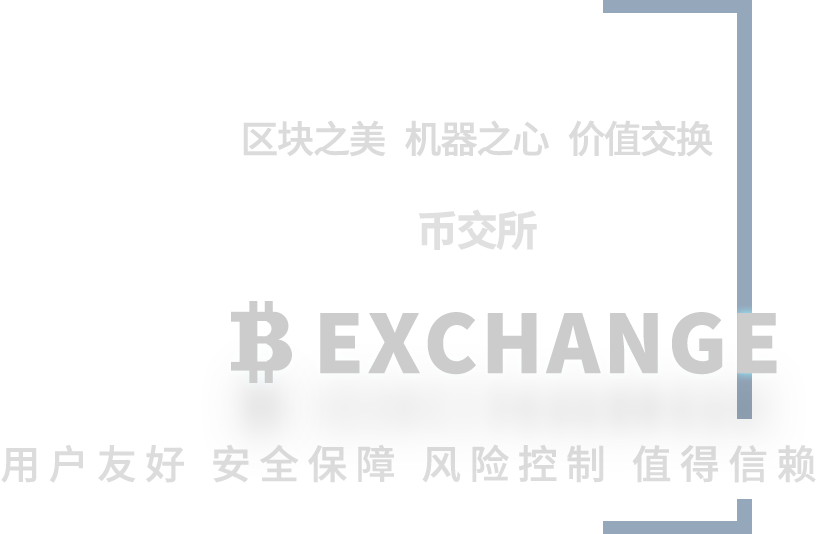 区块之美 机器之心 价值交换
币交所
₿ EXCHANGE
用户友好 安全保障 风险控制 值得信赖